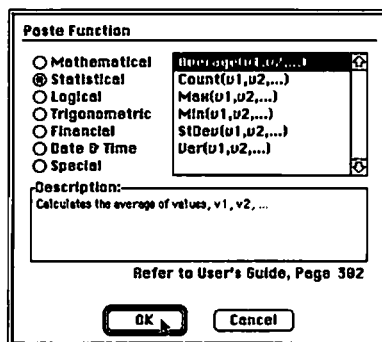 Paste Function
Mathematical
Statistical
Logical
Trigonometric
Financial
Date & Time
Special
Average(v1,v2,...)
Count(v1,v2,...)
Max(v1,v2,...)
Min(v1,v2,...)
StDev(v1,v2,...)
Var(v1,v2,...)
Description:
Calculates the average of values, v1, v2, ...
Refer to User's Guide, Page 382
OK
Cancel